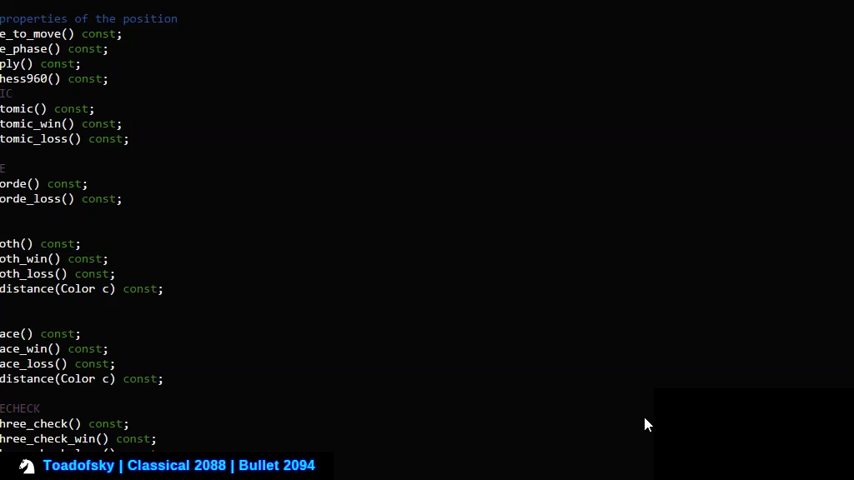 properties of the position
e_to_move() const;
e_phase() const;
ply() const;
hess960() const;
IC
tomic() const;
tomic_win() const;
tomic_loss() const;
E
orde() const;
orde_loss() const;
oth() const;
oth_win() const;
oth_loss() const;
distance(Color c) const;
ace() const;
ace_win() const;
ace_loss() const;
distance(Color c) const;
ECHECK
hree_check() const;
hree_check_win() const;
Toadofsky | Classical 2088 | Bullet 2094